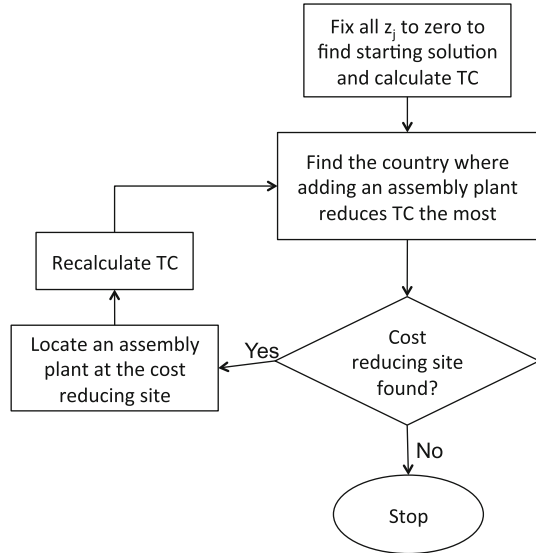 Fix all zj to zero to
find starting solution
and calculate TC
Find the country where
adding an assembly plant
reduces TC the most
Recalculate TC
Locate an assembly
plant at the cost
reducing site
Yes
Cost
reducing site
found?
No
Stop